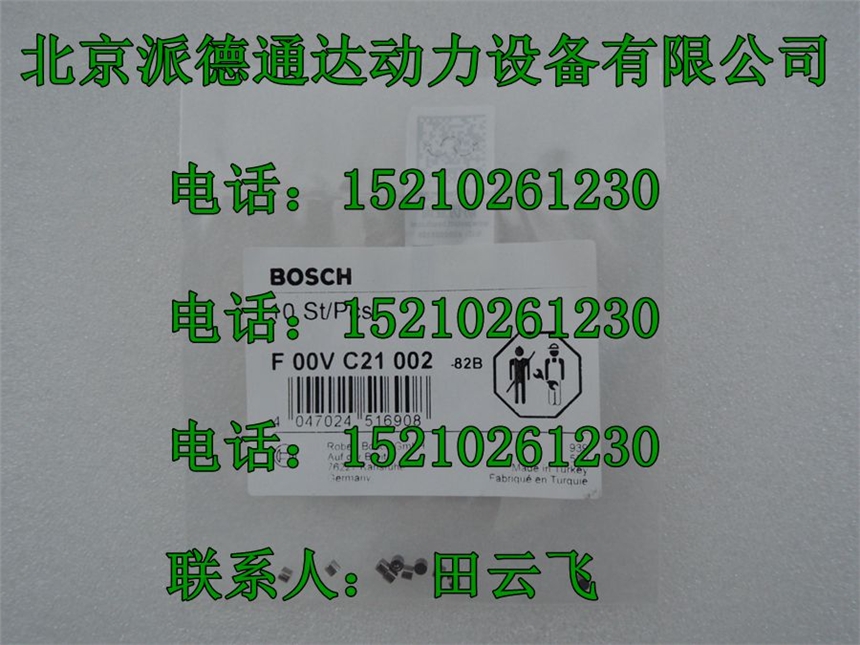 北京派德通达动力设备有限公司
电话：15210261230
BOSCH
10 St/Pcs
电话：15210261230
F 00V C21 002 -82B
4 047024 516908
电话：15210261230
Made in Turkey
Germany
Fabriqué en Turquie
联系人： 田云飞